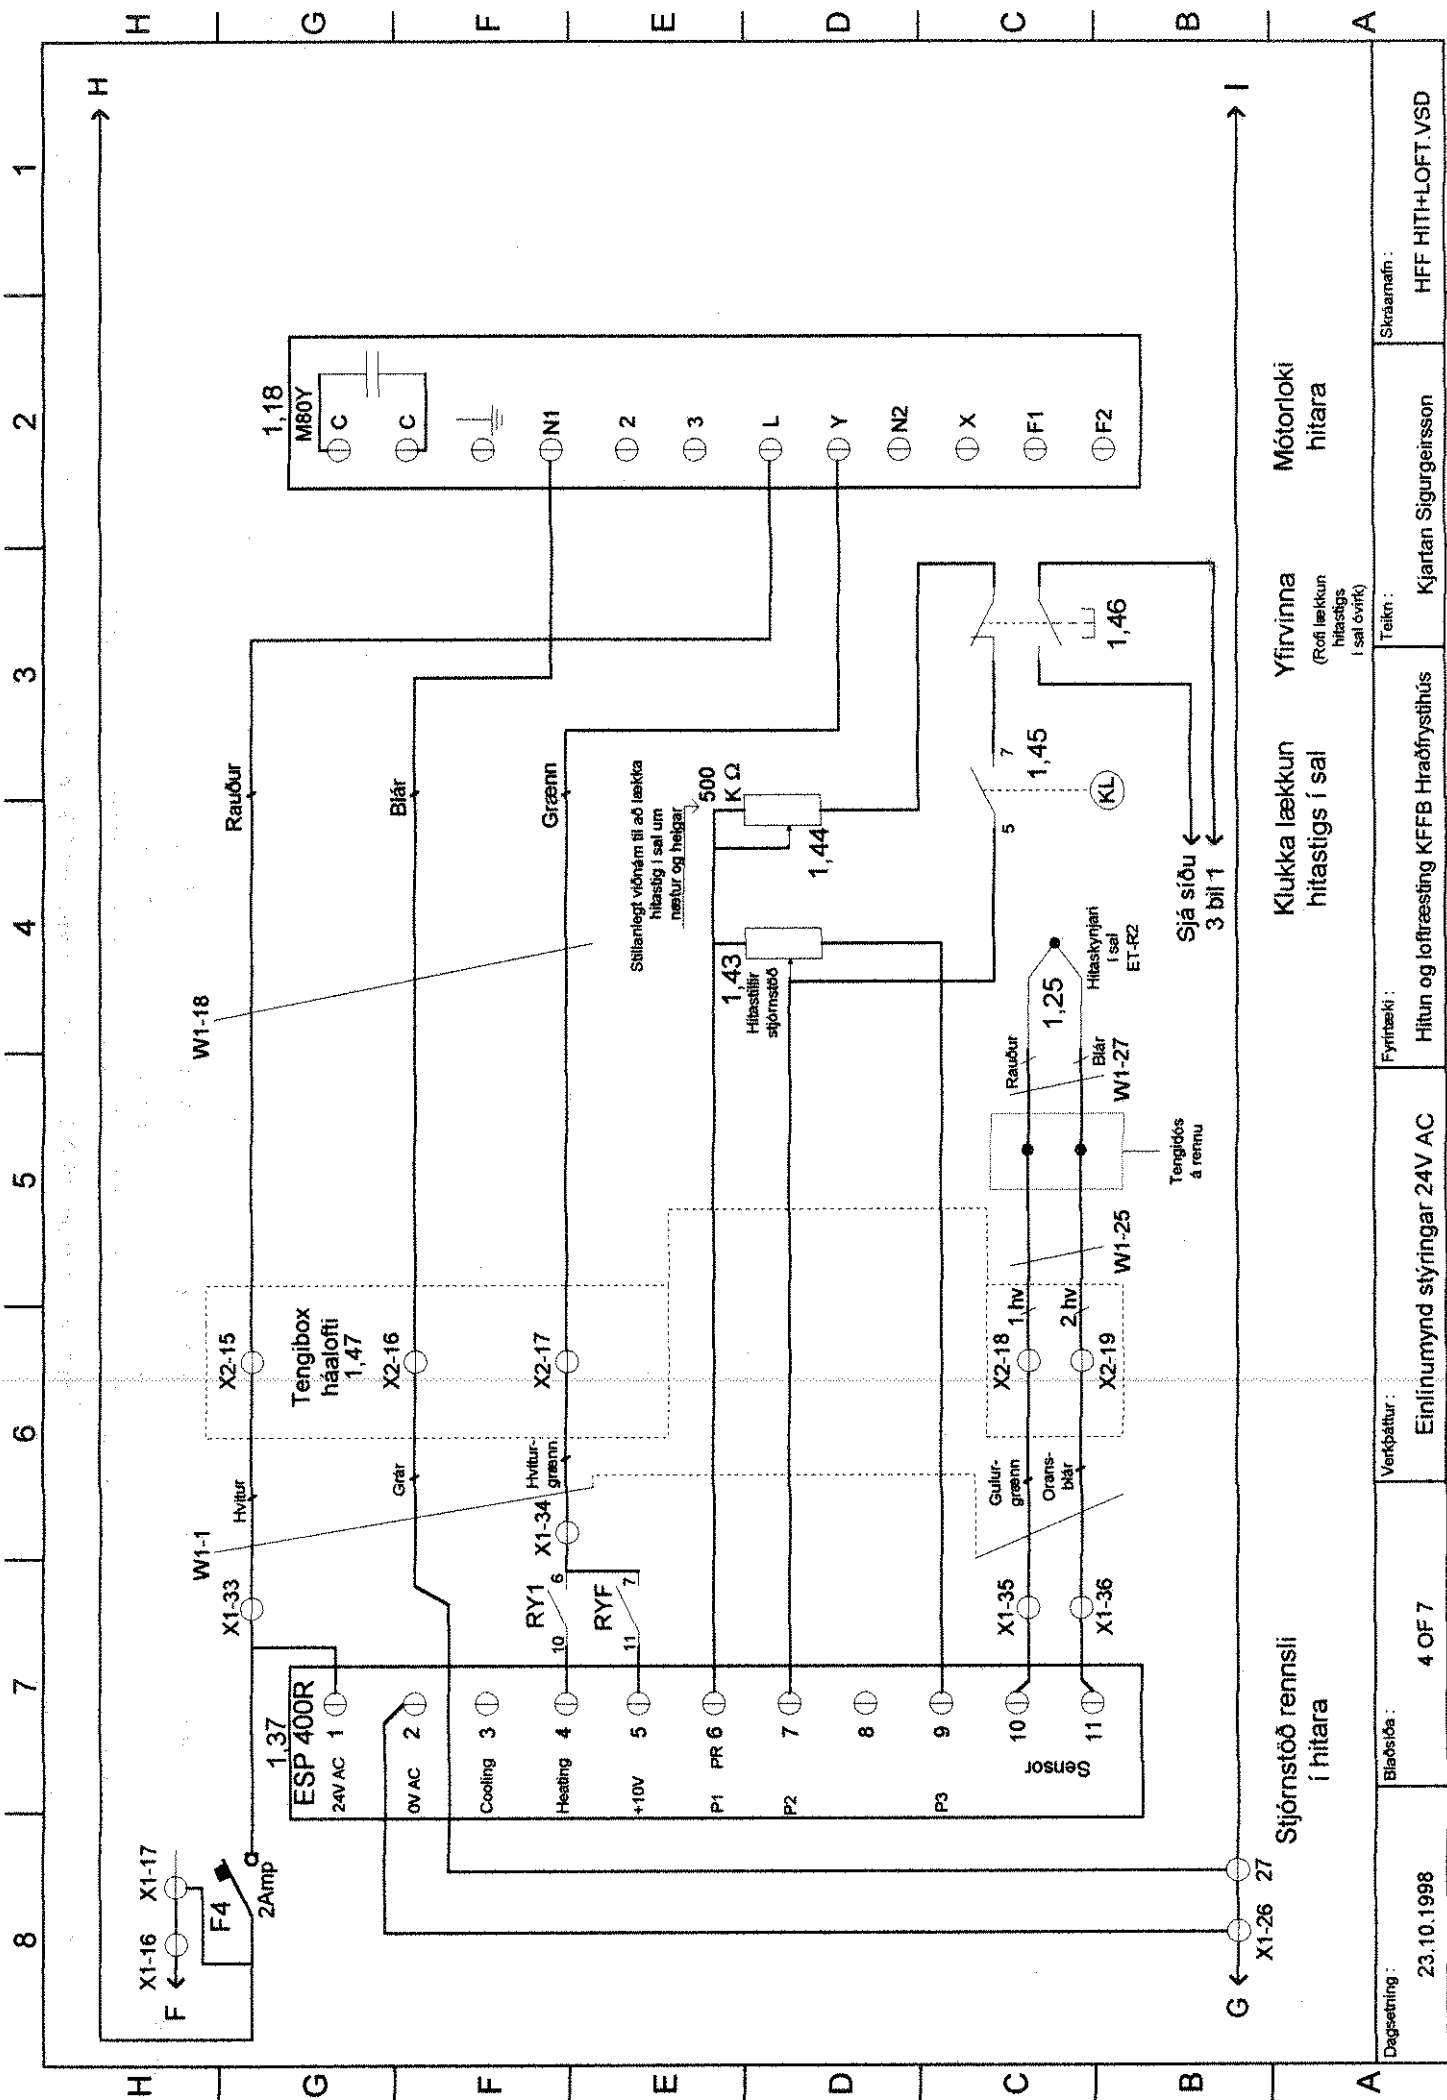 8 7 6 5 4 3 2 1
H
G
F
E
D
C
B
A
H
G
F
E
D
C
B
A
H
X1-16 X1-17
F
F4
2Amp
X1-33
W1-1
Hvítur
X2-15
W1-18
Rauður
1,37
ESP 400R
24V AC 1
0V AC 2
Cooling 3
Heating 4
+10V 5
P1 PR 6
P2 7
8
P3 9
10
Sensor
11
Grár
Tengibox
háalofti
1,47
X2-16
Blár
RY1
10 6
RYF
11 7
X1-34
Hvítur-
grænn
X2-17
Grænn
1,18
M80Y
C
C
N1
2
3
L
Y
N2
X
F1
F2
Stillanlegt viðnám til að lækka
hitastig í sal um
nætur og helgar
500
K Ω
1,43
Hitastillir
stjórnstöð
1,44
X1-35
X1-36
Gulur-
grænn
Orans-
blár
X2-18
1 hv
2 hv
X2-19
W1-25
Tengidós
á rennu
Rauður
Blár
W1-27
1,25
Hitaskynjari
í sal
ET-R2
5 7
1,45
KL
1,46
Sjá síðu
3 bil 1
G
X1-26
27
I
Stjórnstöð rennsli
í hitara
Klukka lækkun
hitastigs í sal
Yfirvinna
(Rofi lækkun
hitastigs
í sal óvirk)
Mótorloki
hitara
Dagsetning :
23.10.1998
Blaðsíða :
4 OF 7
Verkþáttur :
Einlínumynd stýringar 24V AC
Fyrirtæki :
Hitun og loftræsting KFFB Hraðfrystihús
Teikn :
Kjartan Sigurgeirsson
Skráarnafn :
HFF HITI+LOFT.VSD